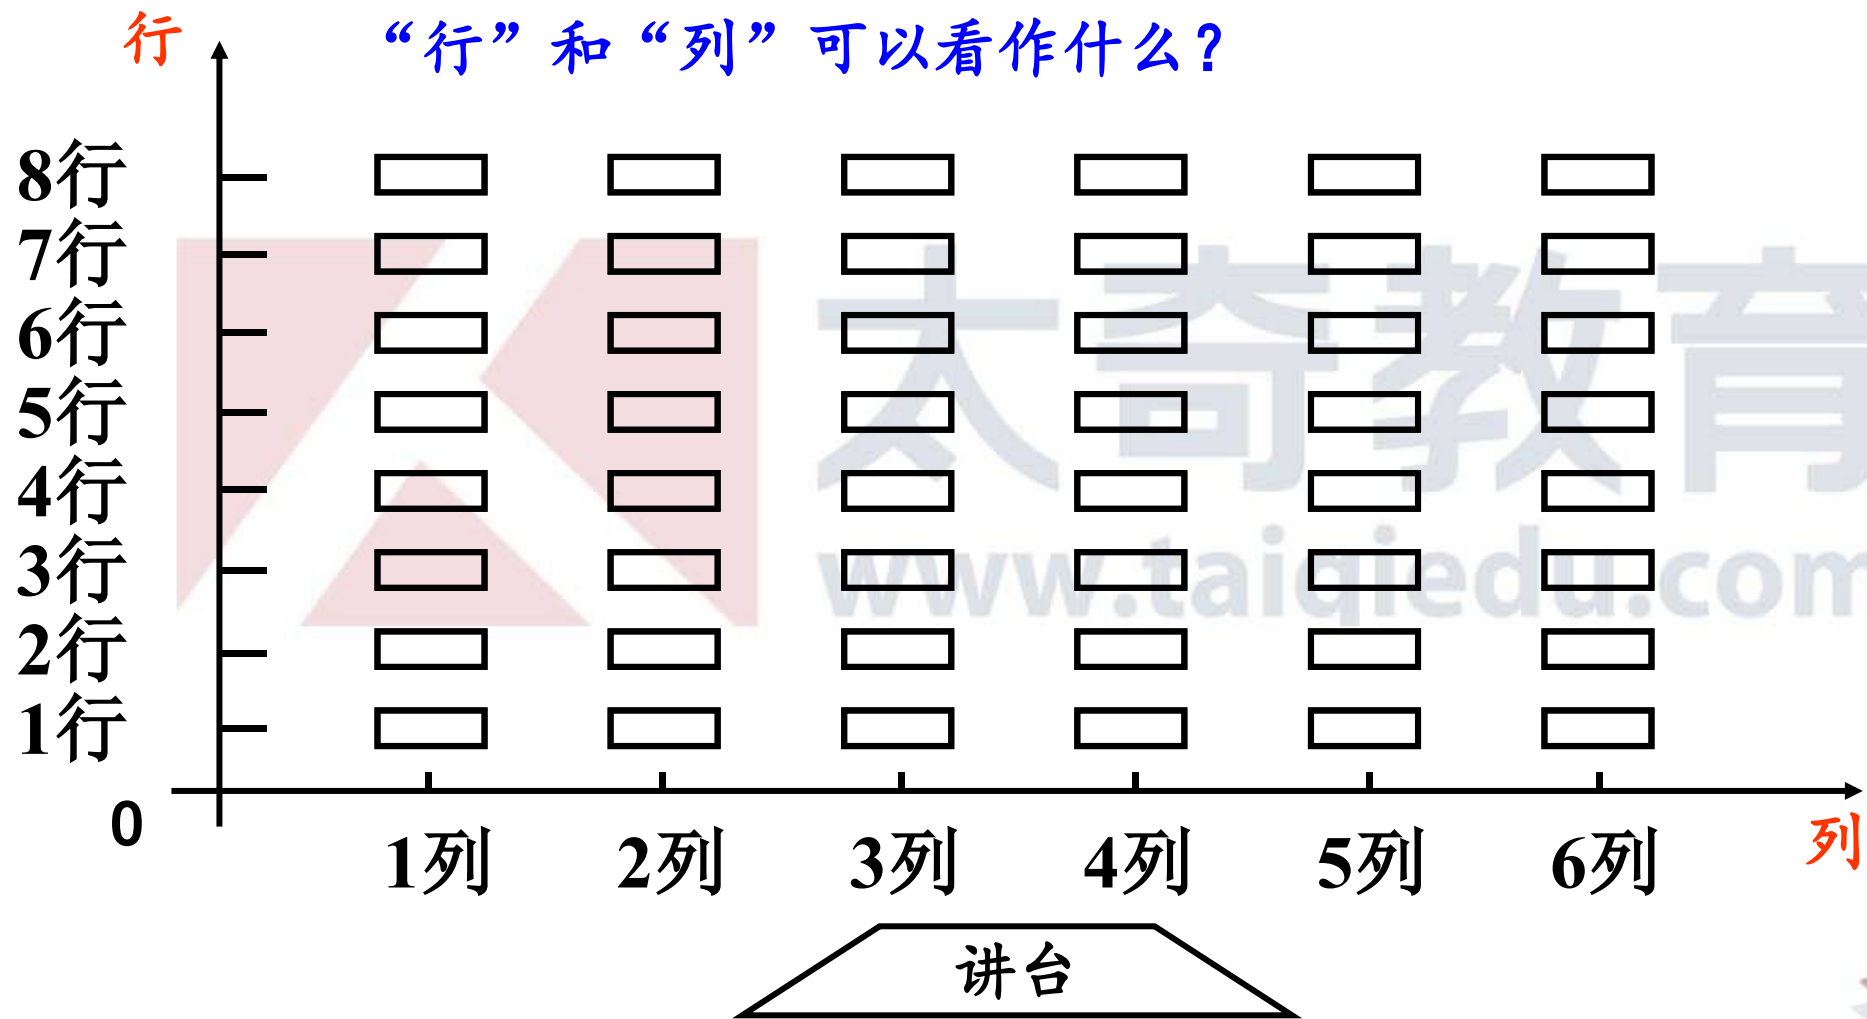 行
“行”和“列”可以看作什么？
8行
7行
6行
5行
4行
3行
2行
1行
0
1列 2列 3列 4列 5列 6列
列
讲台
太奇教育
www.taiqiedu.com